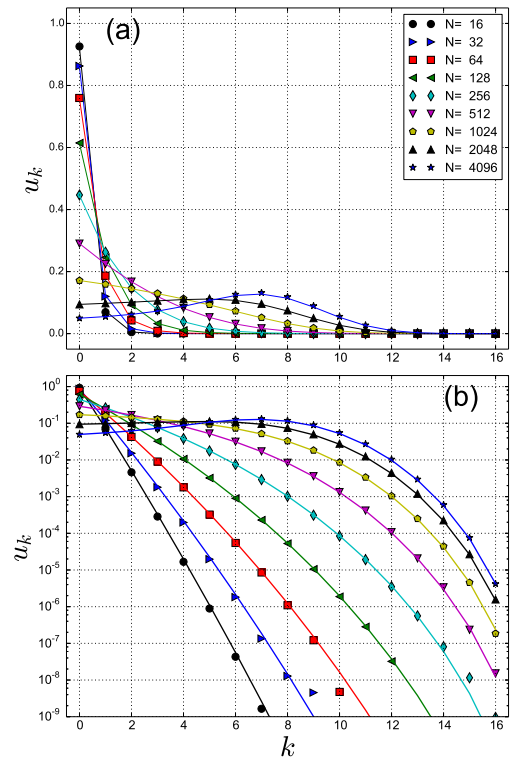 (a)
N= 16
N= 32
N= 64
N= 128
N= 256
N= 512
N= 1024
N= 2048
N= 4096
1.0
0.8
0.6
0.4
0.2
0.0
u_k
0 2 4 6 8 10 12 14 16
(b)
10^0
10^-1
10^-2
10^-3
10^-4
10^-5
10^-6
10^-7
10^-8
10^-9
u_k
0 2 4 6 8 10 12 14 16
k